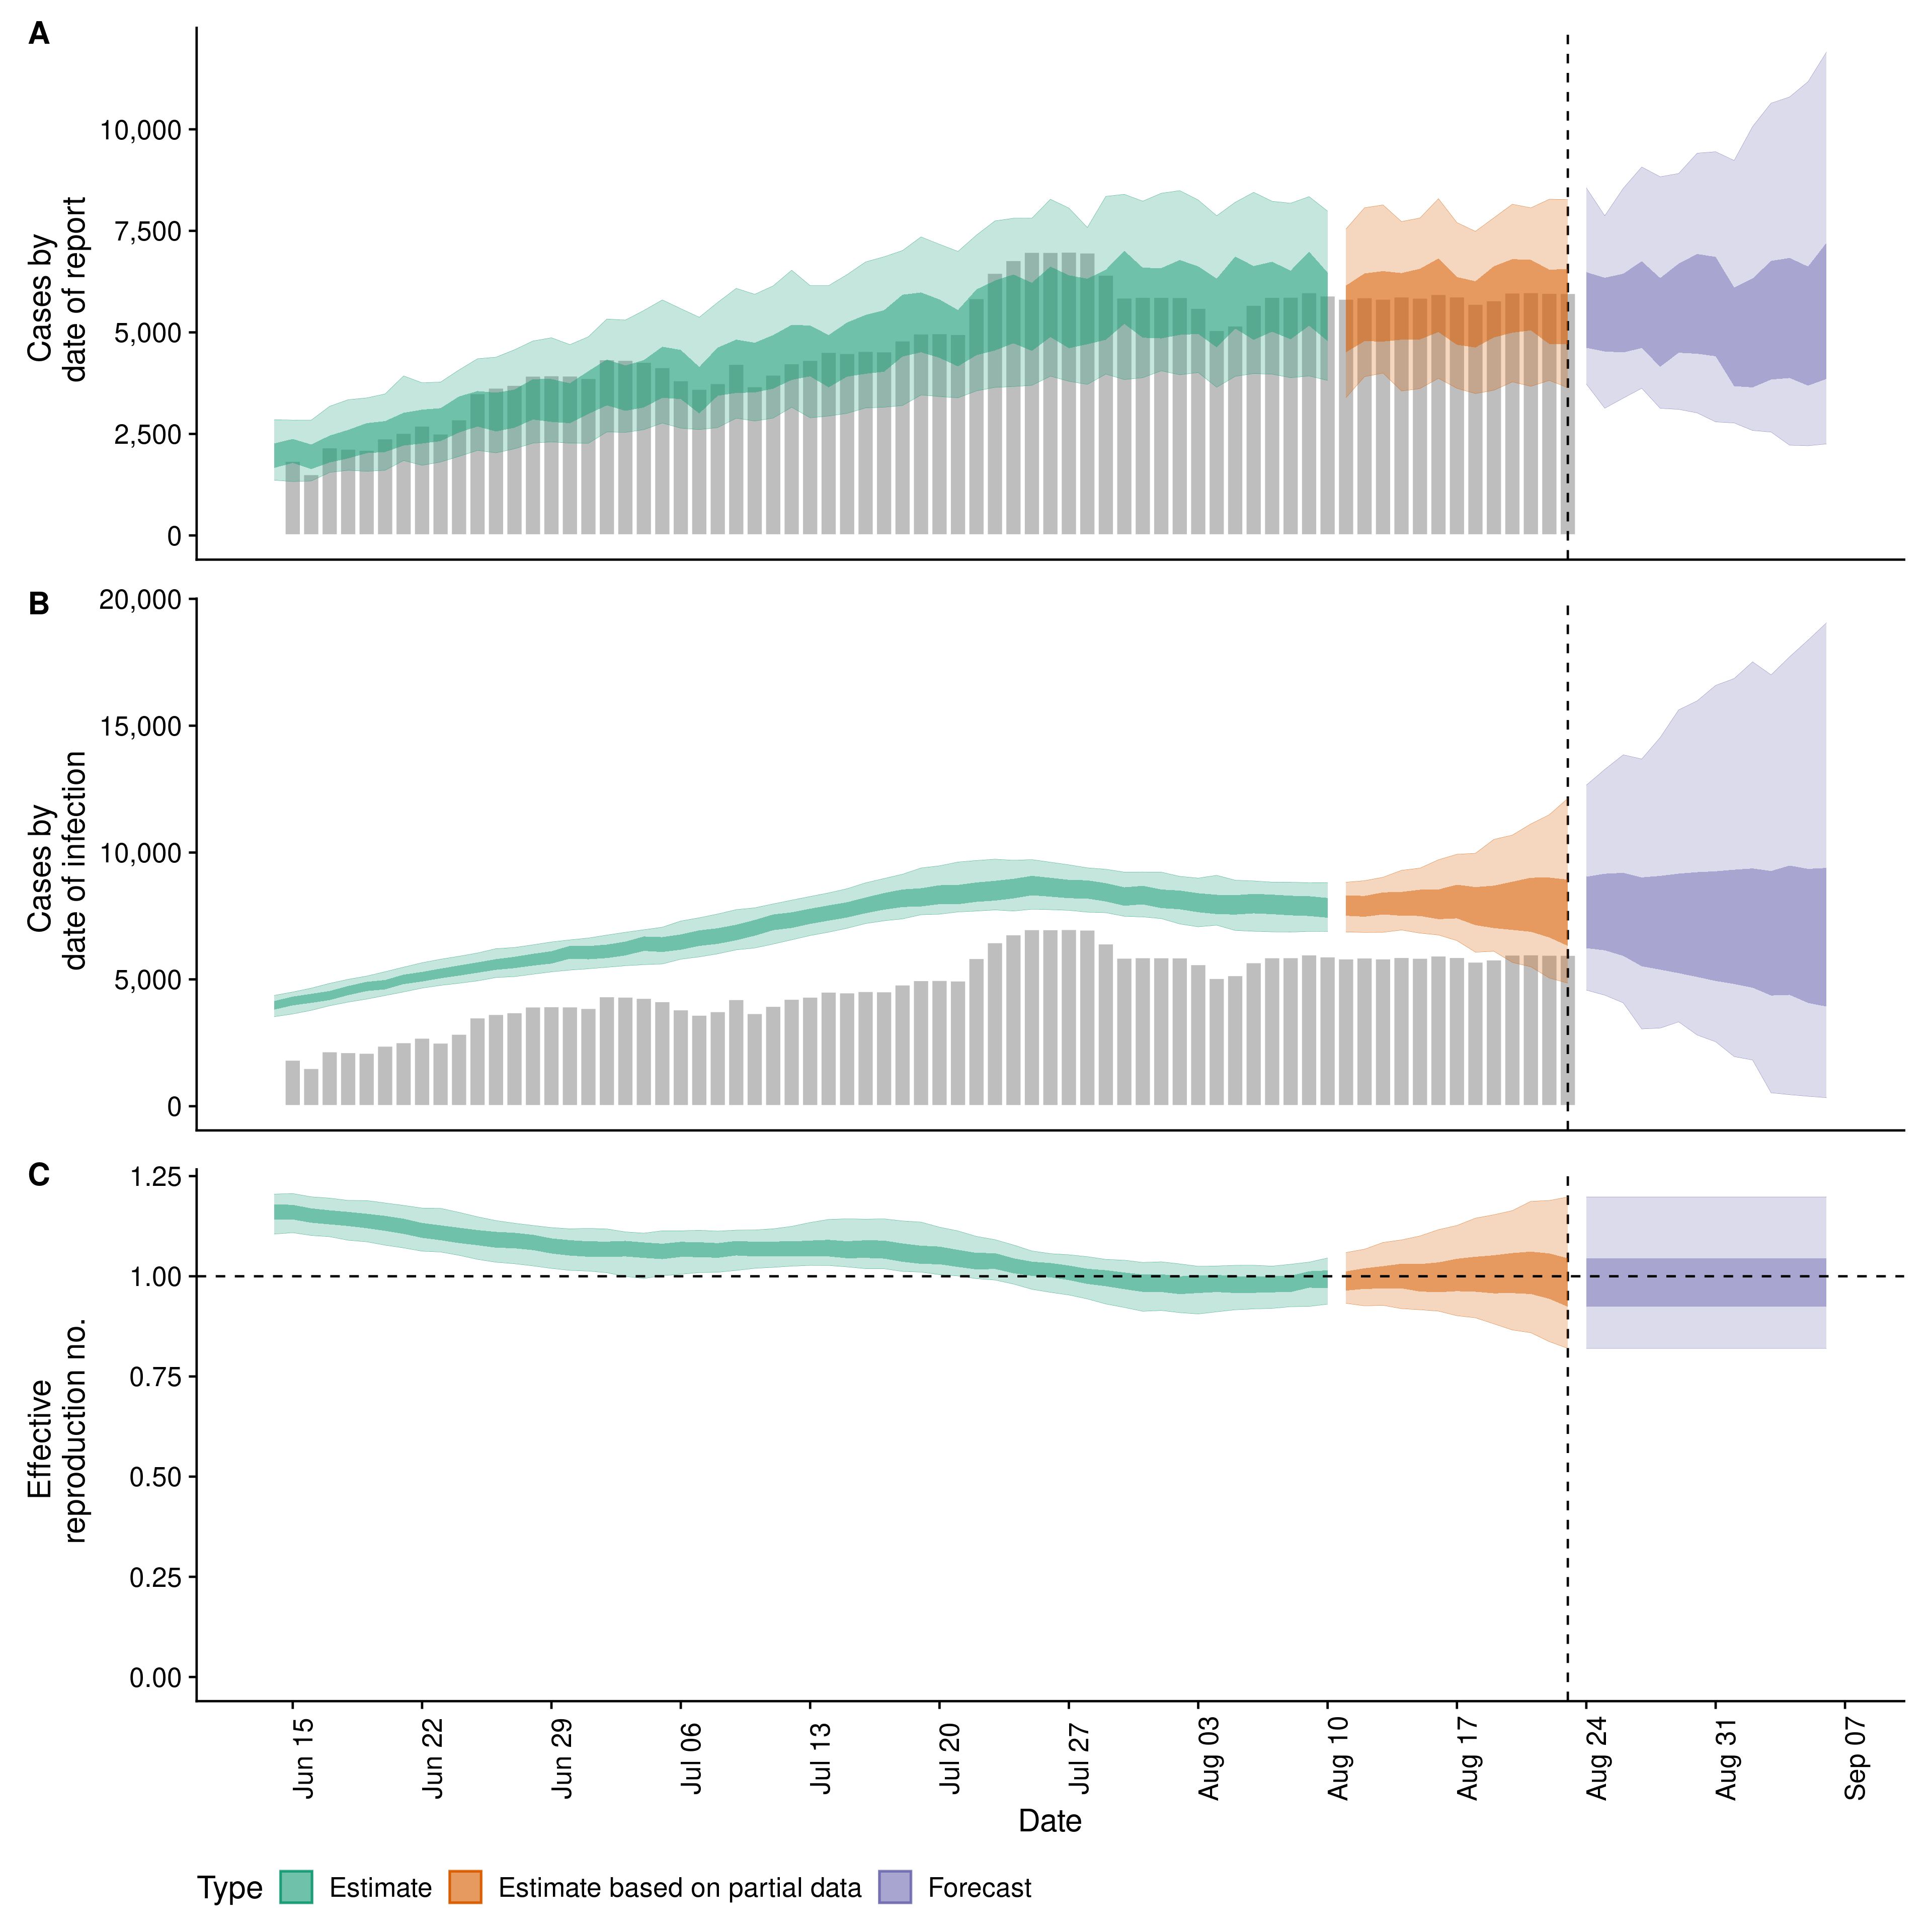 A
Cases by
date of report
10,000
7,500
5,000
2,500
0
B
Cases by
date of infection
20,000
15,000
10,000
5,000
0
C
Effective
reproduction no.
1.25
1.00
0.75
0.50
0.25
0.00
Jun 15
Jun 22
Jun 29
Jul 06
Jul 13
Jul 20
Jul 27
Aug 03
Aug 10
Aug 17
Aug 24
Aug 31
Sep 07
Date
Type Estimate Estimate based on partial data Forecast